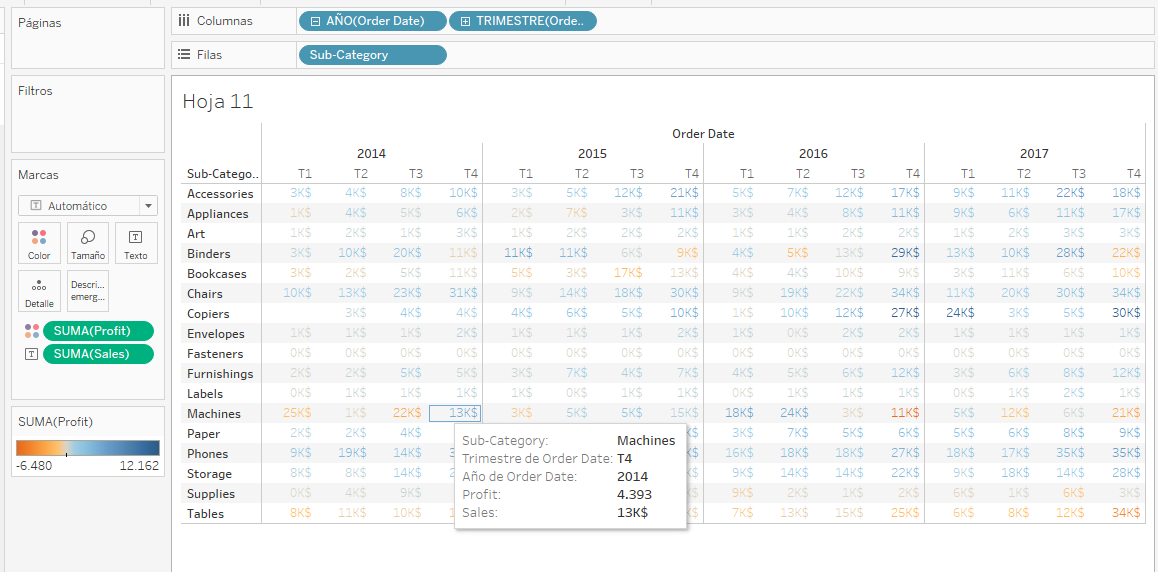 Páginas
Columnas
AÑO(Order Date)
TRIMESTRE(Orde..
Filas
Sub-Category
Filtros
Marcas
Automático
Color
Tamaño
Texto
Detalle
Descri...
emerg...
SUMA(Profit)
SUMA(Sales)
SUMA(Profit)
-6.480 12.162
Hoja 11
Order Date
2014 2015 2016 2017
Sub-Catego.. T1 T2 T3 T4 T1 T2 T3 T4 T1 T2 T3 T4 T1 T2 T3 T4
Accessories 3K$ 4K$ 8K$ 10K$ 3K$ 5K$ 12K$ 21K$ 5K$ 7K$ 12K$ 17K$ 9K$ 11K$ 22K$ 18K$
Appliances 1K$ 4K$ 5K$ 6K$ 2K$ 7K$ 3K$ 11K$ 3K$ 4K$ 8K$ 11K$ 9K$ 6K$ 11K$ 17K$
Art 1K$ 2K$ 1K$ 3K$ 1K$ 2K$ 2K$ 2K$ 1K$ 1K$ 2K$ 2K$ 1K$ 2K$ 3K$ 3K$
Binders 3K$ 10K$ 20K$ 11K$ 11K$ 11K$ 6K$ 9K$ 4K$ 5K$ 13K$ 29K$ 13K$ 10K$ 28K$ 22K$
Bookcases 3K$ 2K$ 5K$ 11K$ 5K$ 3K$ 17K$ 13K$ 4K$ 4K$ 10K$ 9K$ 3K$ 11K$ 6K$ 10K$
Chairs 10K$ 13K$ 23K$ 31K$ 9K$ 14K$ 18K$ 30K$ 9K$ 19K$ 22K$ 34K$ 11K$ 20K$ 30K$ 34K$
Copiers 3K$ 4K$ 4K$ 4K$ 6K$ 5K$ 10K$ 1K$ 10K$ 12K$ 27K$ 24K$ 3K$ 5K$ 30K$
Envelopes 1K$ 1K$ 1K$ 2K$ 1K$ 1K$ 1K$ 2K$ 1K$ 0K$ 2K$ 2K$ 1K$ 1K$ 1K$ 1K$
Fasteners 0K$ 0K$ 0K$ 0K$ 0K$ 0K$ 0K$ 0K$ 0K$ 0K$ 0K$ 0K$ 0K$ 0K$ 0K$ 0K$
Furnishings 2K$ 2K$ 5K$ 5K$ 3K$ 7K$ 4K$ 7K$ 4K$ 5K$ 6K$ 12K$ 3K$ 6K$ 8K$ 12K$
Labels 0K$ 1K$ 1K$ 1K$ 0K$ 1K$ 1K$ 1K$ 0K$ 1K$ 1K$ 1K$ 0K$ 1K$ 2K$ 1K$
Machines 25K$ 1K$ 22K$ 13K$ 3K$ 5K$ 5K$ 15K$ 18K$ 24K$ 3K$ 11K$ 5K$ 12K$ 6K$ 21K$
Paper 2K$ 2K$ 4K$ K$ 3K$ 7K$ 5K$ 6K$ 5K$ 6K$ 8K$ 9K$
Phones 9K$ 19K$ 14K$ K$ 16K$ 18K$ 18K$ 27K$ 18K$ 17K$ 35K$ 35K$
Storage 8K$ 8K$ 14K$ K$ 9K$ 14K$ 14K$ 22K$ 9K$ 18K$ 14K$ 28K$
Supplies 0K$ 4K$ 9K$ K$ 9K$ 2K$ 1K$ 2K$ 6K$ 1K$ 6K$ 3K$
Tables 8K$ 11K$ 10K$ K$ 7K$ 13K$ 15K$ 25K$ 6K$ 8K$ 12K$ 34K$
Sub-Category: Machines
Trimestre de Order Date: T4
Año de Order Date: 2014
Profit: 4.393
Sales: 13K$